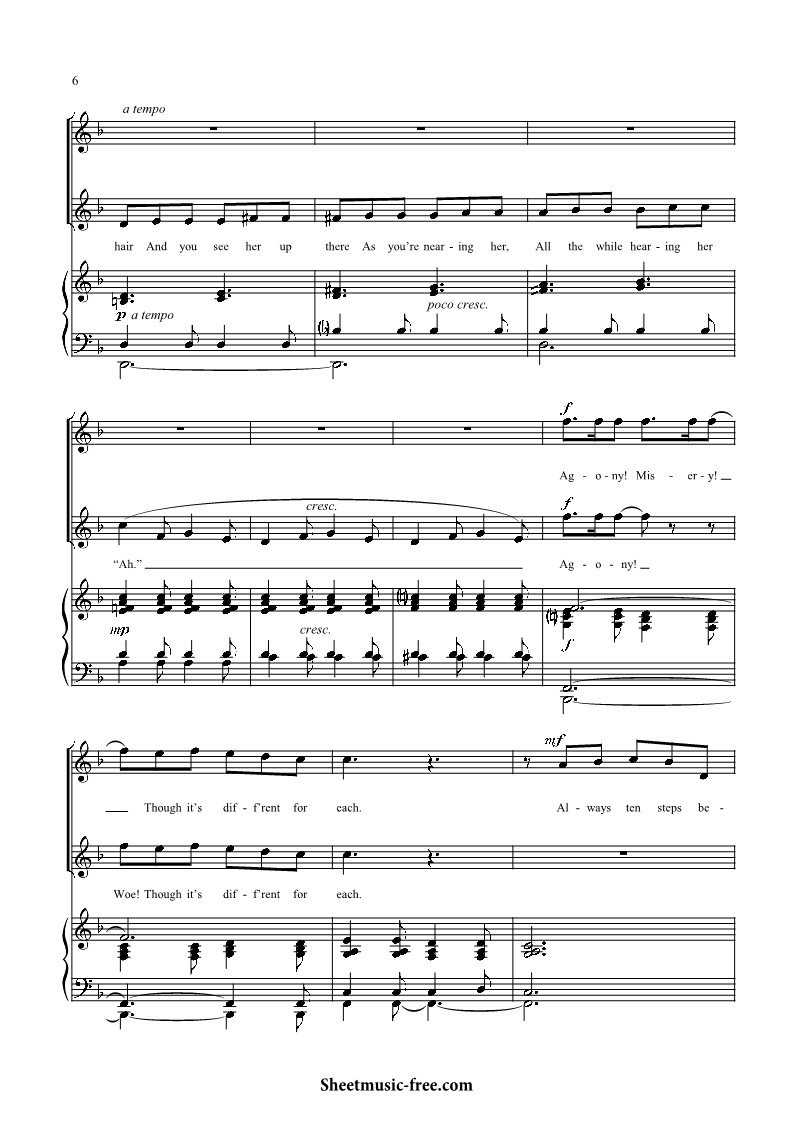 6
a tempo
hair And you see her up there As you're near - ing her, All the while hear - ing her
poco cresc.
p a tempo
f
Ag - o - ny! Mis - er - y!
cresc.
f
“Ah.” Ag - o - ny!
mp cresc. f
mf
Though it's dif - f'rent for each. Al - ways ten steps be -
Woe! Though it's dif - f'rent for each.
Sheetmusic-free.com